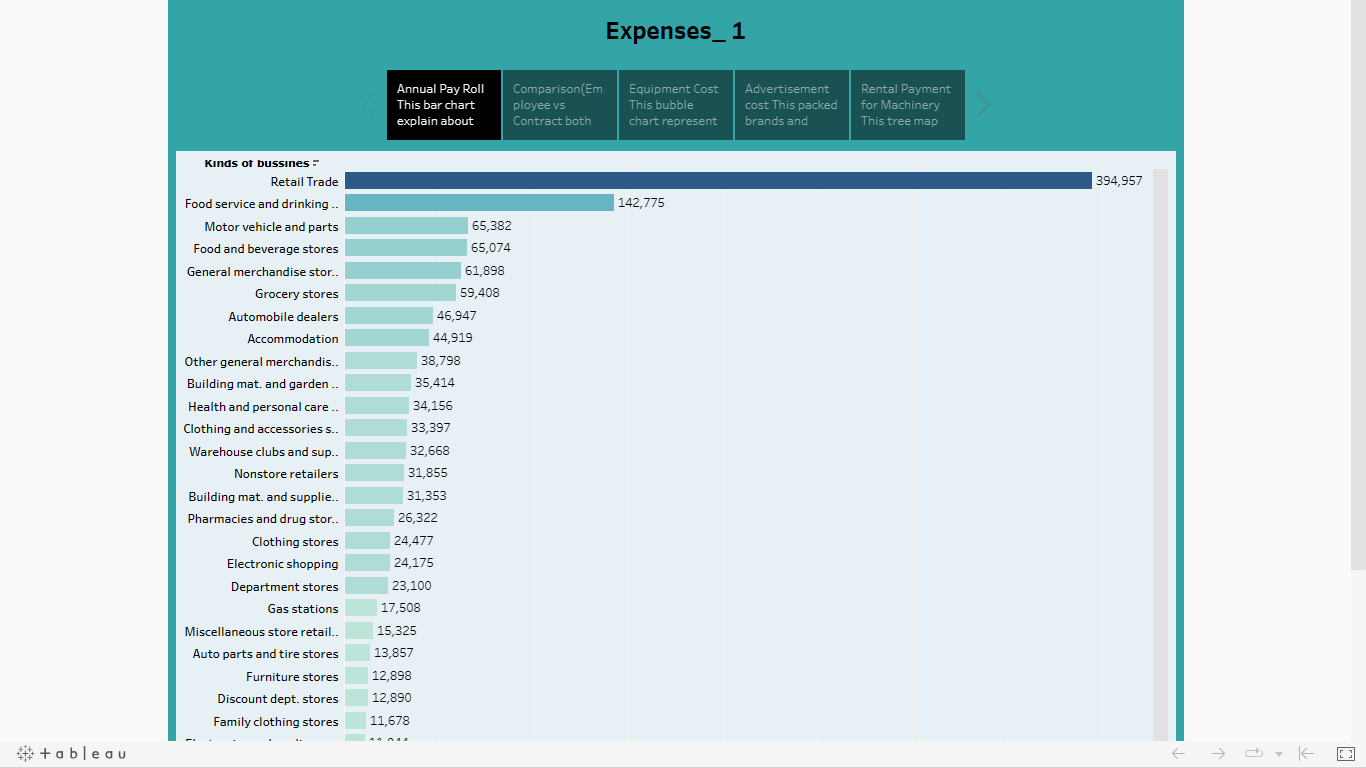 Expenses_ 1
Annual Pay Roll
This bar chart
explain about
Comparison(Em
ployee vs
Contract both
Equipment Cost
This bubble
chart represent
Advertisement
cost This packed
brands and
Rental Payment
for Machinery
This tree map
Kinds of bussines
Retail Trade 394,957
Food service and drinking .. 142,775
Motor vehicle and parts 65,382
Food and beverage stores 65,074
General merchandise stor.. 61,898
Grocery stores 59,408
Automobile dealers 46,947
Accommodation 44,919
Other general merchandis.. 38,798
Building mat. and garden .. 35,414
Health and personal care .. 34,156
Clothing and accessories s.. 33,397
Warehouse clubs and sup.. 32,668
Nonstore retailers 31,855
Building mat. and supplie.. 31,353
Pharmacies and drug stor.. 26,322
Clothing stores 24,477
Electronic shopping 24,175
Department stores 23,100
Gas stations 17,508
Miscellaneous store retail.. 15,325
Auto parts and tire stores 13,857
Furniture stores 12,898
Discount dept. stores 12,890
Family clothing stores 11,678
tableau